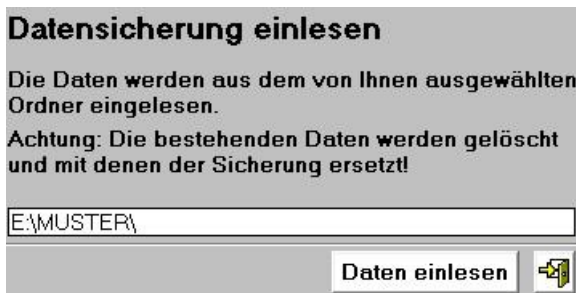 Datensicherung einlesen
Die Daten werden aus dem von Ihnen ausgewählten
Ordner eingelesen.
Achtung: Die bestehenden Daten werden gelöscht
und mit denen der Sicherung ersetzt!
E:\MUSTER\
Daten einlesen